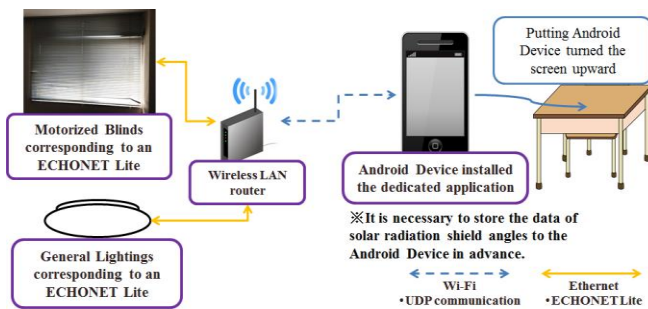 Motorized Blinds
corresponding to an
ECHONET Lite
General Lightings
corresponding to an
ECHONET Lite
Wireless LAN
router
Android Device installed
the dedicated application
Putting Android
Device turned the
screen upward
※It is necessary to store the data of
solar radiation shield angles to the
Android Device in advance.
Wi-Fi
・UDP communication
Ethernet
・ECHONET Lite